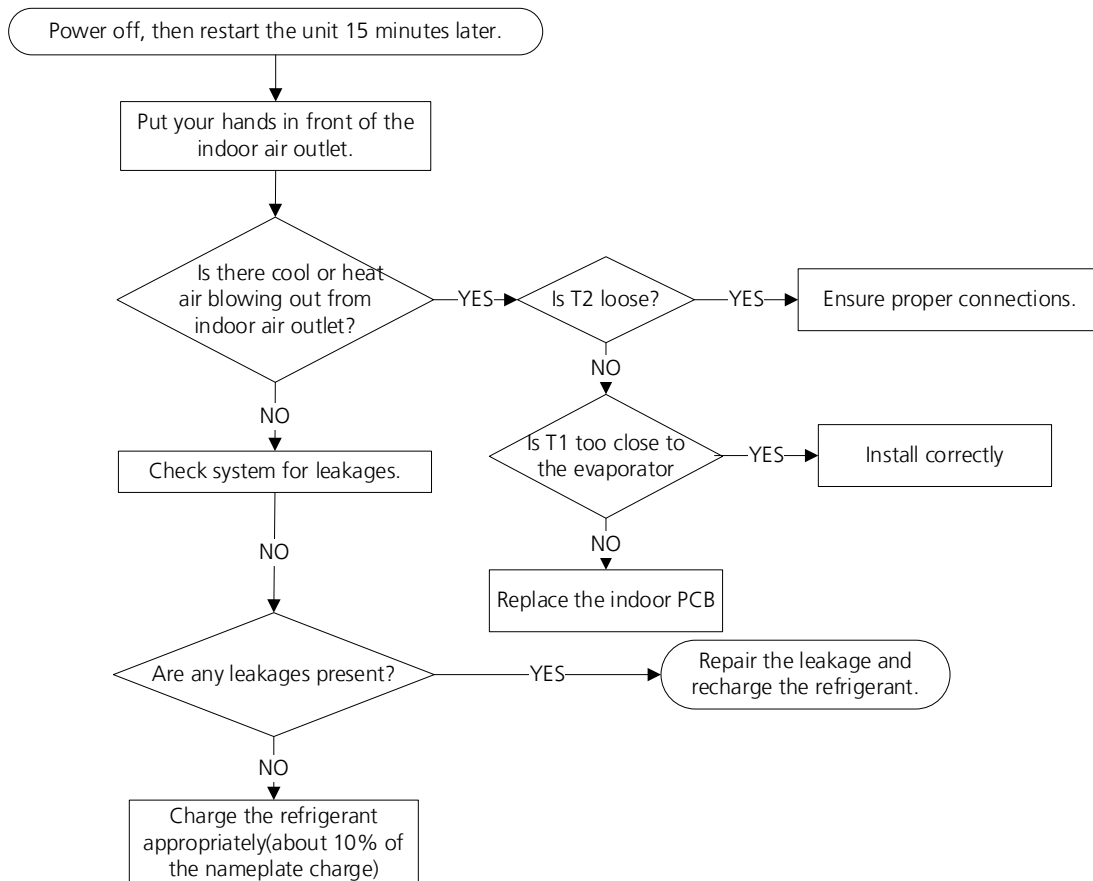 Power off, then restart the unit 15 minutes later.
Put your hands in front of the
indoor air outlet.
Is there cool or heat
air blowing out from
indoor air outlet?
YES
Is T2 loose?
YES
Ensure proper connections.
NO
NO
Is T1 too close to
the evaporator
YES
Install correctly
Check system for leakages.
NO
NO
Replace the indoor PCB
Are any leakages present?
YES
Repair the leakage and
recharge the refrigerant.
NO
Charge the refrigerant
appropriately(about 10% of
the nameplate charge)